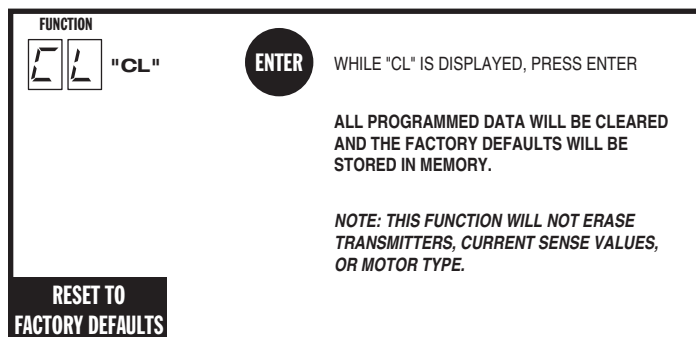 FUNCTION
CL "CL"
ENTER
WHILE "CL" IS DISPLAYED, PRESS ENTER
ALL PROGRAMMED DATA WILL BE CLEARED
AND THE FACTORY DEFAULTS WILL BE
STORED IN MEMORY.
NOTE: THIS FUNCTION WILL NOT ERASE
TRANSMITTERS, CURRENT SENSE VALUES,
OR MOTOR TYPE.
RESET TO
FACTORY DEFAULTS